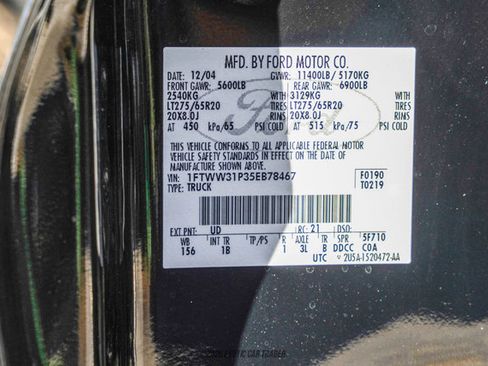 MFD. BY FORD MOTOR CO.
DATE: 12/04 GVWR: 11400LB/ 5170KG
FRONT GAWR: 5600LB REAR GAWR: 6900LB
2540KG WITH 3129KG WITH
LT275/65R20 TIRES LT275/65R20 TIRES
20X8.0J RIMS 20X8.0J RIMS
AT 450 kPa/65 PSI COLD AT 515 kPa/75 PSI COLD
THIS VEHICLE CONFORMS TO ALL APPLICABLE FEDERAL MOTOR
VEHICLE SAFETY STANDARDS IN EFFECT ON THE DATE OF
MANUFACTURE SHOWN ABOVE.
VIN: 1FTWW31P35EB78467 F0190
TYPE: TRUCK T0219
EXT PNT: UD RC: 21 DSO:
WB INT TR TP/PS R AXLE TR SPR 5F710
156 1B 1 3L B DDCC C0A
UTC 2U5A-1520472-AA
Ford